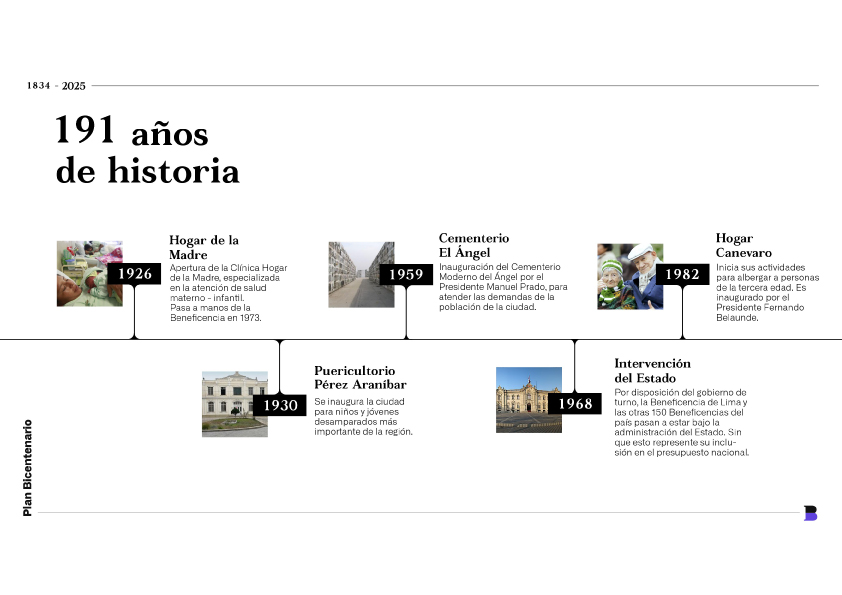 1834 - 2025
191 años
de historia
1926
Hogar de la
Madre
Apertura de la Clínica Hogar
de la Madre, especializada
en la atención de salud
materno - infantil.
Pasa a manos de la
Beneficencia en 1973.
1959
Cementerio
El Ángel
Inauguración del Cementerio
Moderno del Ángel por el
Presidente Manuel Prado, para
atender las demandas de la
población de la ciudad.
1982
Hogar
Canevaro
Inicia sus actividades
para albergar a personas
de la tercera edad. Es
inaugurado por el
Presidente Fernando
Belaunde.
1930
Puericultorio
Pérez Araníbar
Se inaugura la ciudad
para niños y jóvenes
desamparados más
importante de la región.
1968
Intervención
del Estado
Por disposición del gobierno de
turno, la Beneficencia de Lima y
las otras 150 Beneficencias del
país pasan a estar bajo la
administración del Estado. Sin
que esto represente su inclu-
sión en el presupuesto nacional.
Plan Bicentenario
B